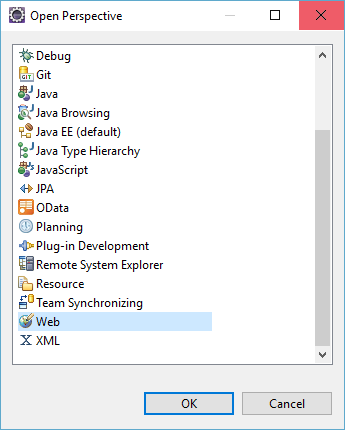 Open Perspective
Debug
Git
Java
Java Browsing
Java EE (default)
Java Type Hierarchy
JavaScript
JPA
OData
Planning
Plug-in Development
Remote System Explorer
Resource
Team Synchronizing
Web
XML
OK Cancel